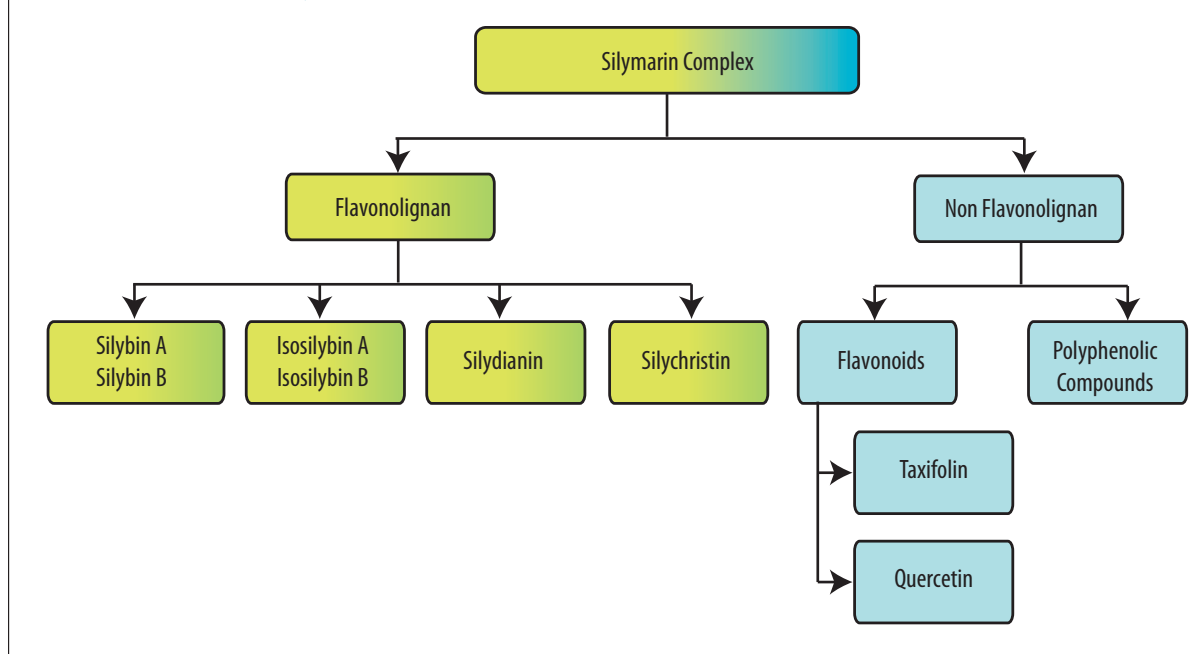 Silymarin Complex
Flavonolignan
Non Flavonolignan
Silybin A
Silybin B
Isosilybin A
Isosilybin B
Silydianin
Silychristin
Flavonoids
Polyphenolic
Compounds
Taxifolin
Quercetin